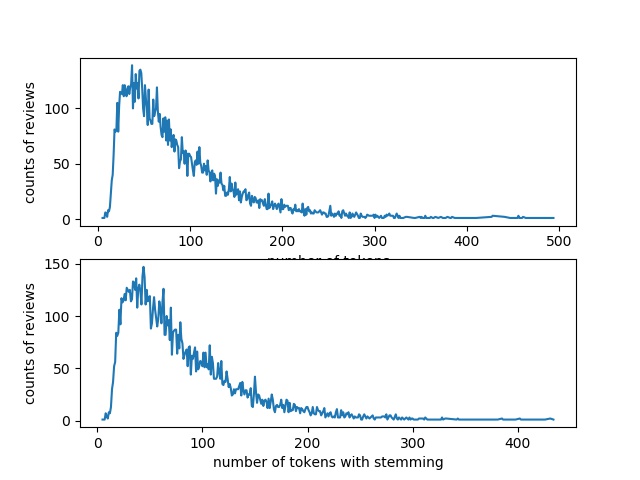 counts of reviews
100
50
0
0 100 200 300 400 500
number of tokens
counts of reviews
150
100
50
0
0 100 200 300 400
number of tokens with stemming